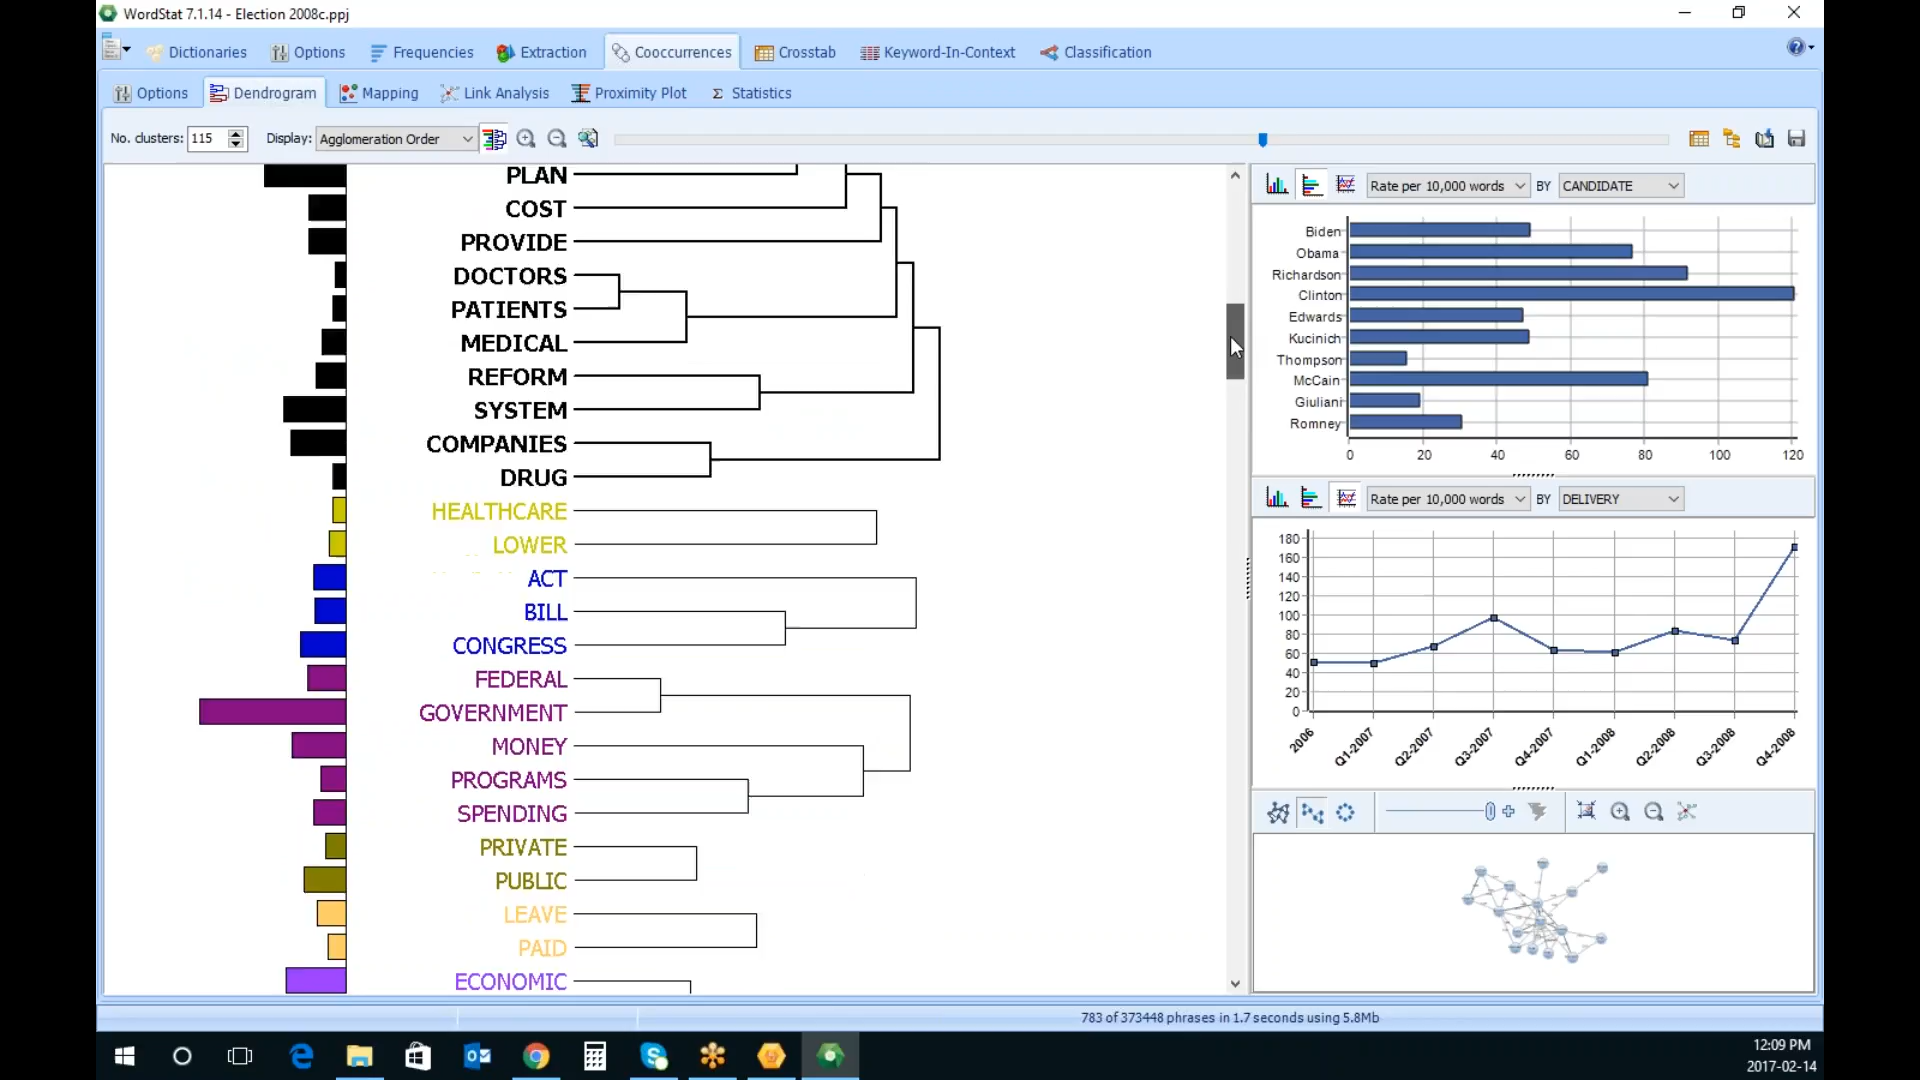 WordStat 7.1.14 - Election 2008c.ppj
Dictionaries Options Frequencies Extraction Cooccurrences Crosstab Keyword-In-Context Classification
Options Dendrogram Mapping Link Analysis Proximity Plot Σ Statistics
No. clusters: 115 Display: Agglomeration Order
PLAN
COST
PROVIDE
DOCTORS
PATIENTS
MEDICAL
REFORM
SYSTEM
COMPANIES
DRUG
HEALTHCARE
LOWER
ACT
BILL
CONGRESS
FEDERAL
GOVERNMENT
MONEY
PROGRAMS
SPENDING
PRIVATE
PUBLIC
LEAVE
PAID
ECONOMIC
Rate per 10,000 words BY CANDIDATE
Biden
Obama
Richardson
Clinton
Edwards
Kucinich
Thompson
McCain
Giuliani
Romney
0 20 40 60 80 100 120
Rate per 10,000 words BY DELIVERY
180
160
140
120
100
80
60
40
20
0
2006 Q1-2007 Q2-2007 Q3-2007 Q4-2007 Q1-2008 Q2-2008 Q3-2008 Q4-2008
783 of 373448 phrases in 1.7 seconds using 5.8Mb
12:09 PM
2017-02-14